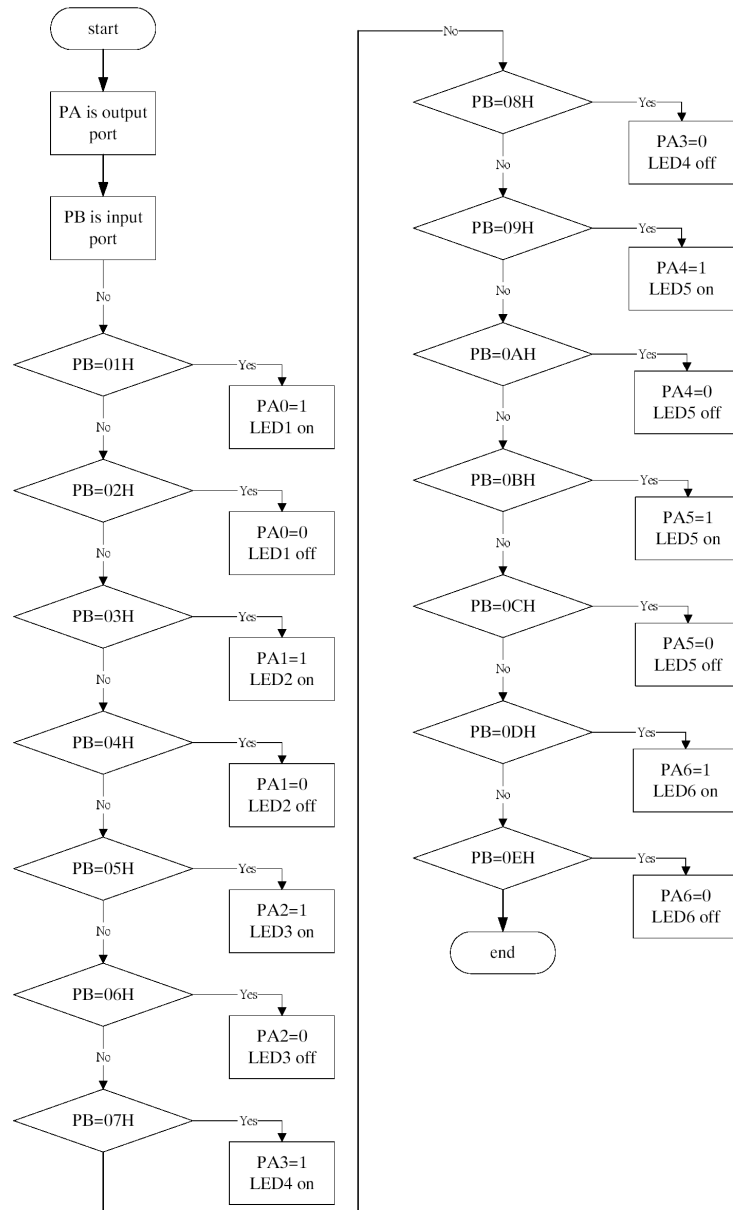 start
PA is output
port
PB is input
port
No
PB=01H
Yes
PA0=1
LED1 on
No
PB=02H
Yes
PA0=0
LED1 off
No
PB=03H
Yes
PA1=1
LED2 on
No
PB=04H
Yes
PA1=0
LED2 off
No
PB=05H
Yes
PA2=1
LED3 on
No
PB=06H
Yes
PA2=0
LED3 off
No
PB=07H
Yes
PA3=1
LED4 on
No
PB=08H
Yes
PA3=0
LED4 off
No
PB=09H
Yes
PA4=1
LED5 on
No
PB=0AH
Yes
PA4=0
LED5 off
No
PB=0BH
Yes
PA5=1
LED5 on
No
PB=0CH
Yes
PA5=0
LED5 off
No
PB=0DH
Yes
PA6=1
LED6 on
No
PB=0EH
Yes
PA6=0
LED6 off
end